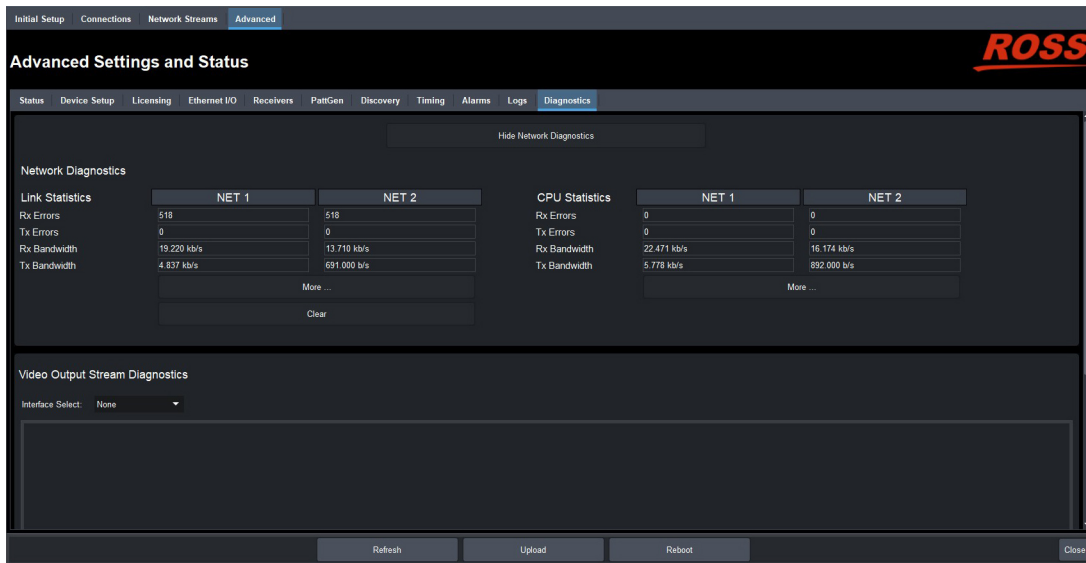 Initial Setup Connections Network Streams Advanced
ROSS
Advanced Settings and Status
Status Device Setup Licensing Ethernet I/O Receivers PattGen Discovery Timing Alarms Logs Diagnostics
Hide Network Diagnostics
Network Diagnostics
Link Statistics NET 1 NET 2 CPU Statistics NET 1 NET 2
Rx Errors 518 518 Rx Errors 0 0
Tx Errors 0 0 Tx Errors 0 0
Rx Bandwidth 19.220 kb/s 13.710 kb/s Rx Bandwidth 22.471 kb/s 16.174 kb/s
Tx Bandwidth 4.837 kb/s 691.000 b/s Tx Bandwidth 5.778 kb/s 892.000 b/s
More ... More ...
Clear
Video Output Stream Diagnostics
Interface Select: None
Refresh Upload Reboot Close